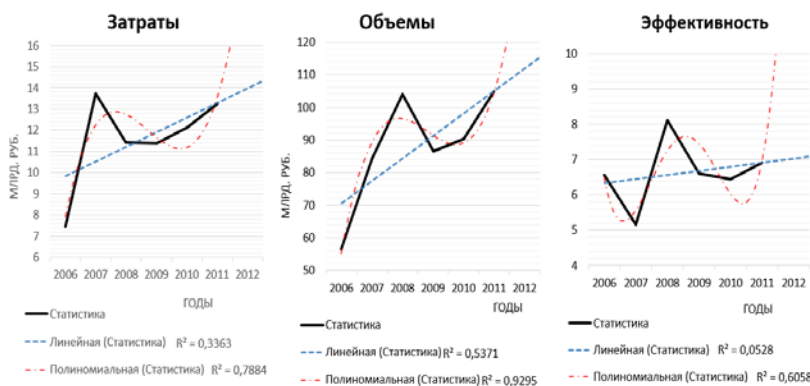 Затраты
16
15
14
13
12
11
10
9
8
7
6
МЛРД. РУБ.
2006 2007 2008 2009 2010 2011 2012
ГОДЫ
Статистика
Линейная (Статистика) R² = 0,3363
Полиномиальная (Статистика) R² = 0,7884
Объемы
120
110
100
90
80
70
60
50
МЛРД. РУБ.
2006 2007 2008 2009 2010 2011 2012
ГОДЫ
Статистика
Линейная (Статистика) R² = 0,5371
Полиномиальная (Статистика) R² = 0,9295
Эффективность
10
9
8
7
6
5
4
2006 2007 2008 2009 2010 2011 2012
ГОДЫ
Статистика
Линейная (Статистика) R² = 0,0528
Полиномиальная (Статистика) R² = 0,6058